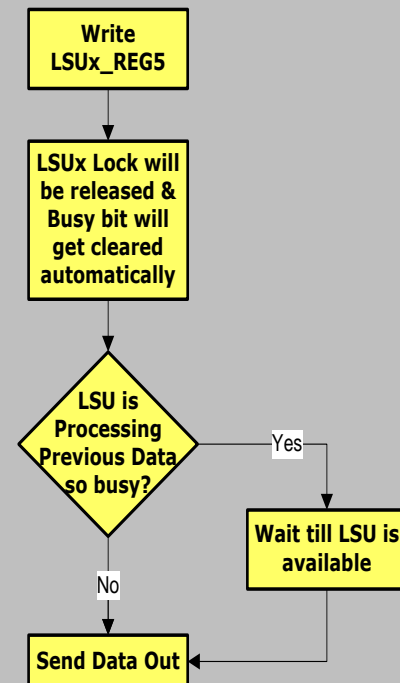 Write
LSUx_REG5
LSUx Lock will
be released &
Busy bit will
get cleared
automatically
LSU is
Processing
Previous Data
so busy?
Yes
Wait till LSU is
available
No
Send Data Out